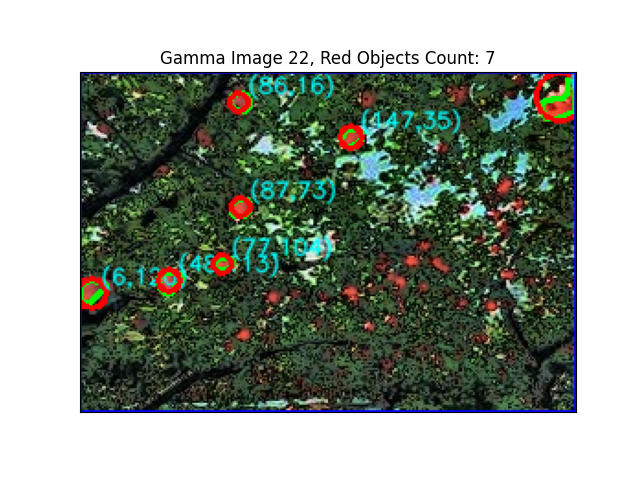 Gamma Image 22, Red Objects Count: 7
(86,16)
(147,35)
(87,73)
(77,104)